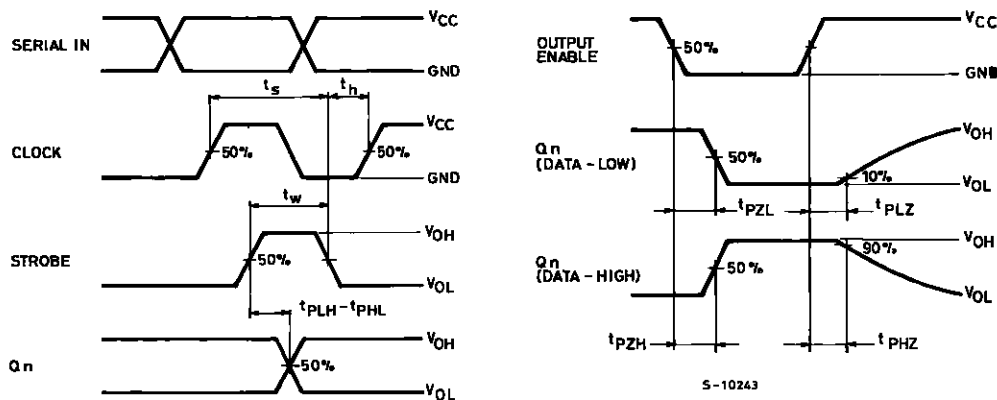 SERIAL IN
VCC
GND
ts
th
CLOCK
50%
50%
VCC
GND
tw
STROBE
50%
VOH
VOL
tPLH-tPHL
Qn
50%
VOH
VOL
OUTPUT
ENABLE
50%
VCC
Qn
(DATA-LOW)
50%
10%
VOH
VOL
tPZL
tPLZ
Qn
(DATA-HIGH)
50%
90%
VOH
VOL
tPZH
tPHZ
S-10243